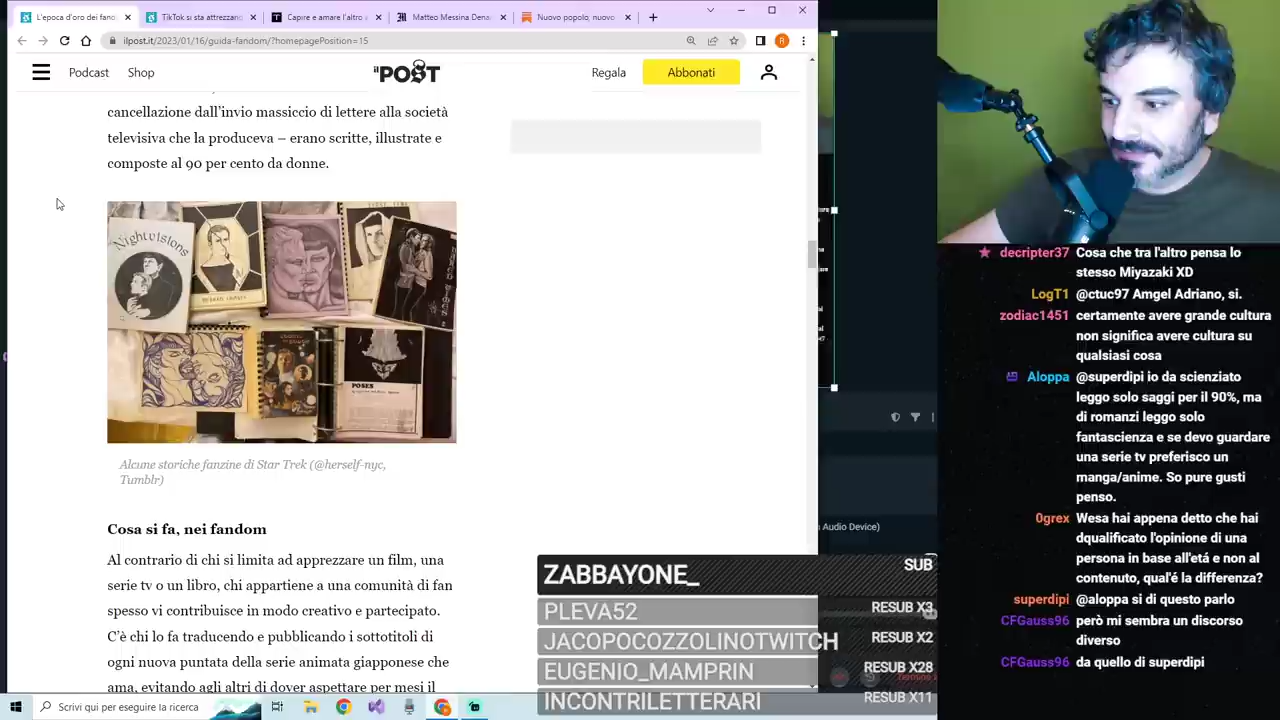 L'epoca d'oro dei fand
TikTok si sta attrezzand
Capire e amare l'altro
Matteo Messina Dena
Nuovo popolo, nuovo
ilpost.it/2023/01/16/guida-fandom/?homepagePosition=15
R
Podcast
Shop
il POST
Regala
Abbonati
cancellazione dall'invio massiccio di lettere alla società
televisiva che la produceva – erano scritte, illustrate e
composte al 90 per cento da donne.
Nightvisions
POSES
Alcune storiche fanzine di Star Trek (@herself-nyc,
Tumblr)
Cosa si fa, nei fandom
Al contrario di chi si limita ad apprezzare un film, una
serie tv o un libro, chi appartiene a una comunità di fan
spesso vi contribuisce in modo creativo e partecipato.
C'è chi lo fa traducendo e pubblicando i sottotitoli di
ogni nuova puntata della serie animata giapponese che
ama, evitando agli altri di dover aspettare per mesi il
Audio Device)
ZABBAYONE_
SUB
PLEVA52
RESUB X3
JACOPOCOZZOLINOTWITCH
RESUB X2
EUGENIO_MAMPRIN
RESUB X28
INCONTRILETTERARI
RESUB X11
Scrivi qui per eseguire la ricerca
decripter37 Cosa che tra l'altro pensa lo
stesso Miyazaki XD
LogT1 @ctuc97 Amgel Adriano, si.
zodiac1451 certamente avere grande cultura
non significa avere cultura su
qualsiasi cosa
Aloppa @superdipi io da scienziato
leggo solo saggi per il 90%, ma
di romanzi leggo solo
fantascienza e se devo guardare
una serie tv preferisco un
manga/anime. So pure gusti
penso.
0grex Wesa hai appena detto che hai
dqualificato l'opinione di una
persona in base all'etá e non al
contenuto, qual'é la differenza?
superdipi @aloppa si di questo parlo
CFGauss96 però mi sembra un discorso
diverso
CFGauss96 da quello di superdipi